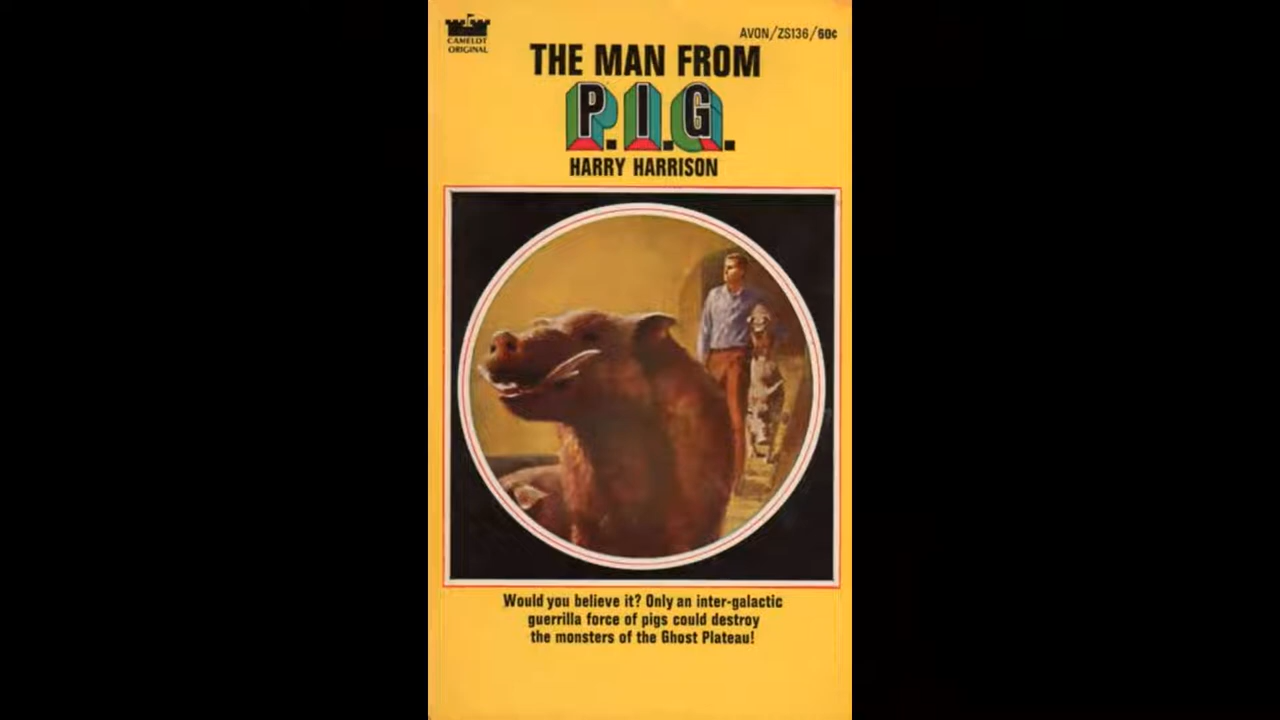 CAMELOT
ORIGINAL
AVON/ZS136/60¢
THE MAN FROM
P.I.G.
HARRY HARRISON
Would you believe it? Only an inter-galactic
guerrilla force of pigs could destroy
the monsters of the Ghost Plateau!